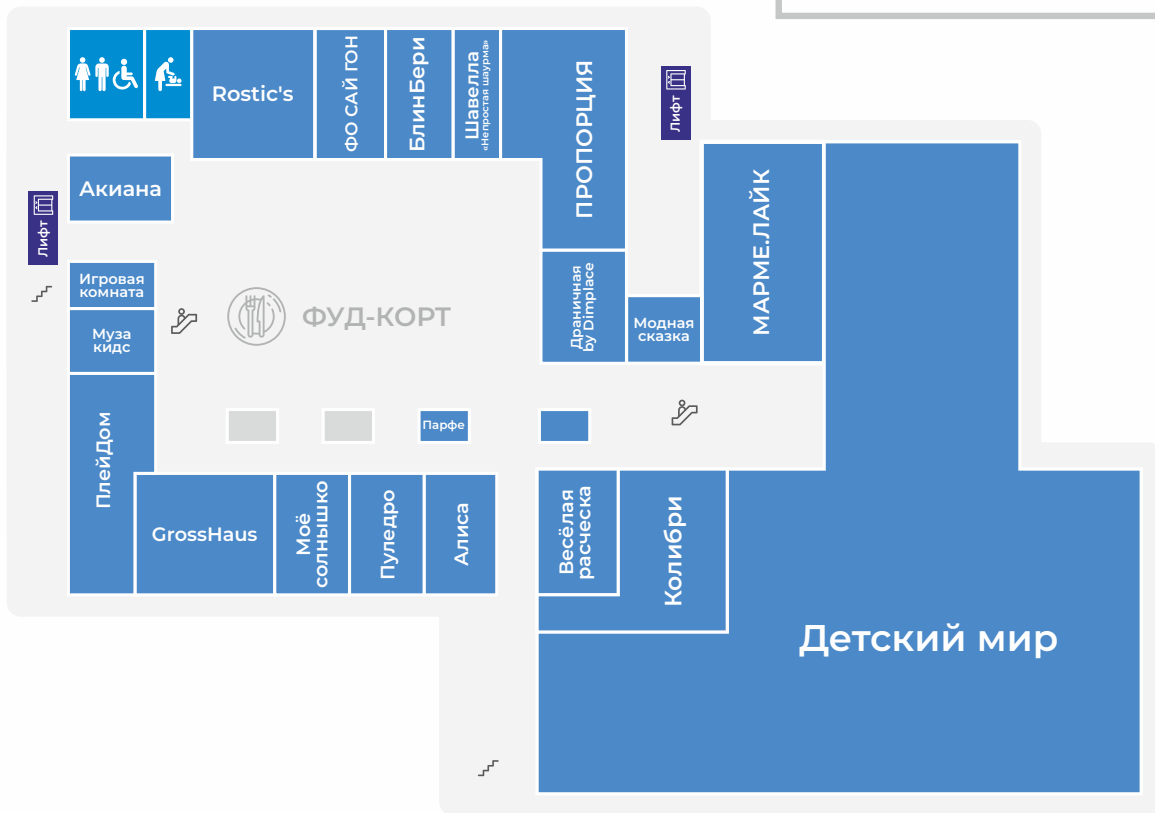 Rostic's
ФО САЙ ГОН
БлинБери
Шавелла
«Непростая шаурма»
ПРОПОРЦИЯ
Лифт
Акиана
МАРМЕ.ЛАЙК
Лифт
Игровая
комната
Муза
кидс
ФУД-КОРТ
Драничная
by Dimplace
Модная
сказка
Парфе
ПлейДом
GrossHaus
Моё
солнышко
Пуледро
Алиса
Весёлая
расческа
Колибри
Детский мир